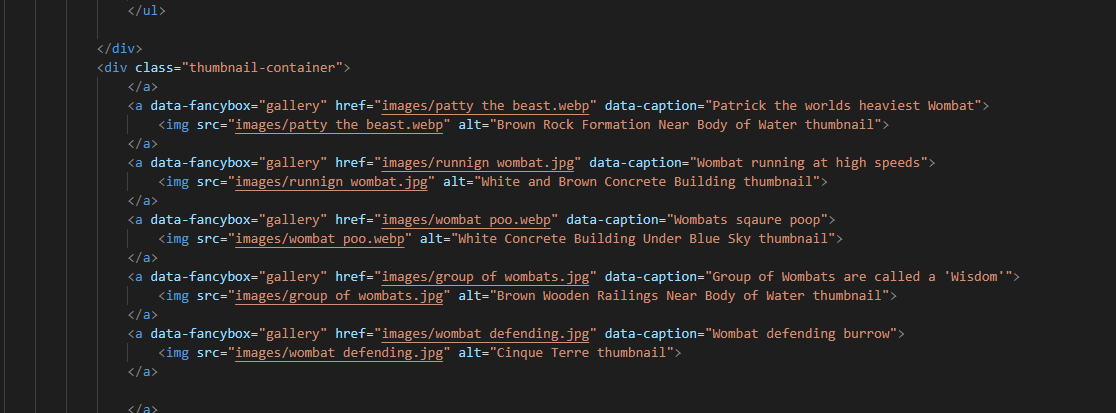 </ul>
</div>
<div class="thumbnail-container">
</a>
<a data-fancybox="gallery" href="images/patty the beast.webp" data-caption="Patrick the worlds heaviest Wombat">
<img src="images/patty the beast.webp" alt="Brown Rock Formation Near Body of Water thumbnail">
</a>
<a data-fancybox="gallery" href="images/runnign wombat.jpg" data-caption="Wombat running at high speeds">
<img src="images/runnign wombat.jpg" alt="White and Brown Concrete Building thumbnail">
</a>
<a data-fancybox="gallery" href="images/wombat poo.webp" data-caption="Wombats sqaure poop">
<img src="images/wombat poo.webp" alt="White Concrete Building Under Blue Sky thumbnail">
</a>
<a data-fancybox="gallery" href="images/group of wombats.jpg" data-caption="Group of Wombats are called a 'Wisdom'">
<img src="images/group of wombats.jpg" alt="Brown Wooden Railings Near Body of Water thumbnail">
</a>
<a data-fancybox="gallery" href="images/wombat defending.jpg" data-caption="Wombat defending burrow">
<img src="images/wombat defending.jpg" alt="Cinque Terre thumbnail">
</a>
</a>